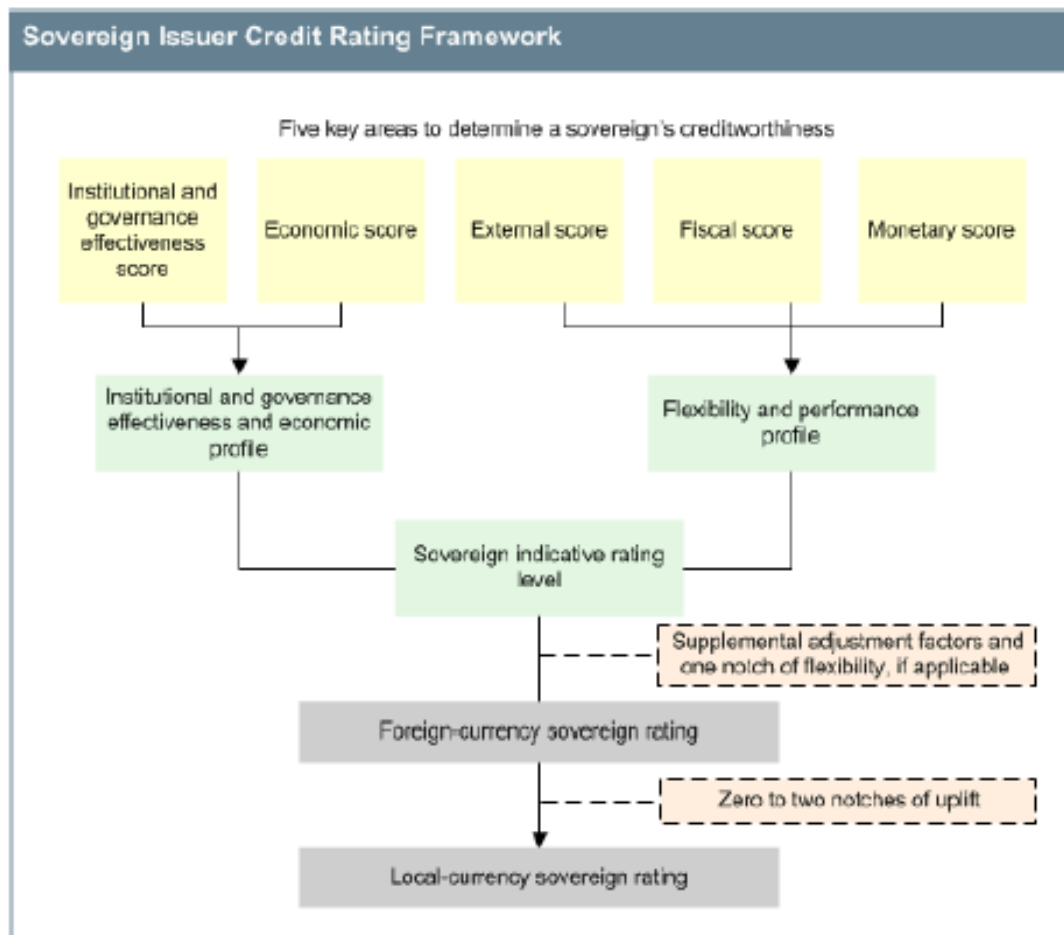 Sovereign Issuer Credit Rating Framework
Five key areas to determine a sovereign's creditworthiness
Institutional and
governance
effectiveness
score
Economic score
External score
Fiscal score
Monetary score
Institutional and governance
effectiveness and economic
profile
Flexibility and performance
profile
Sovereign indicative rating
level
Supplemental adjustment factors and
one notch of flexibility, if applicable
Foreign-currency sovereign rating
Zero to two notches of uplift
Local-currency sovereign rating